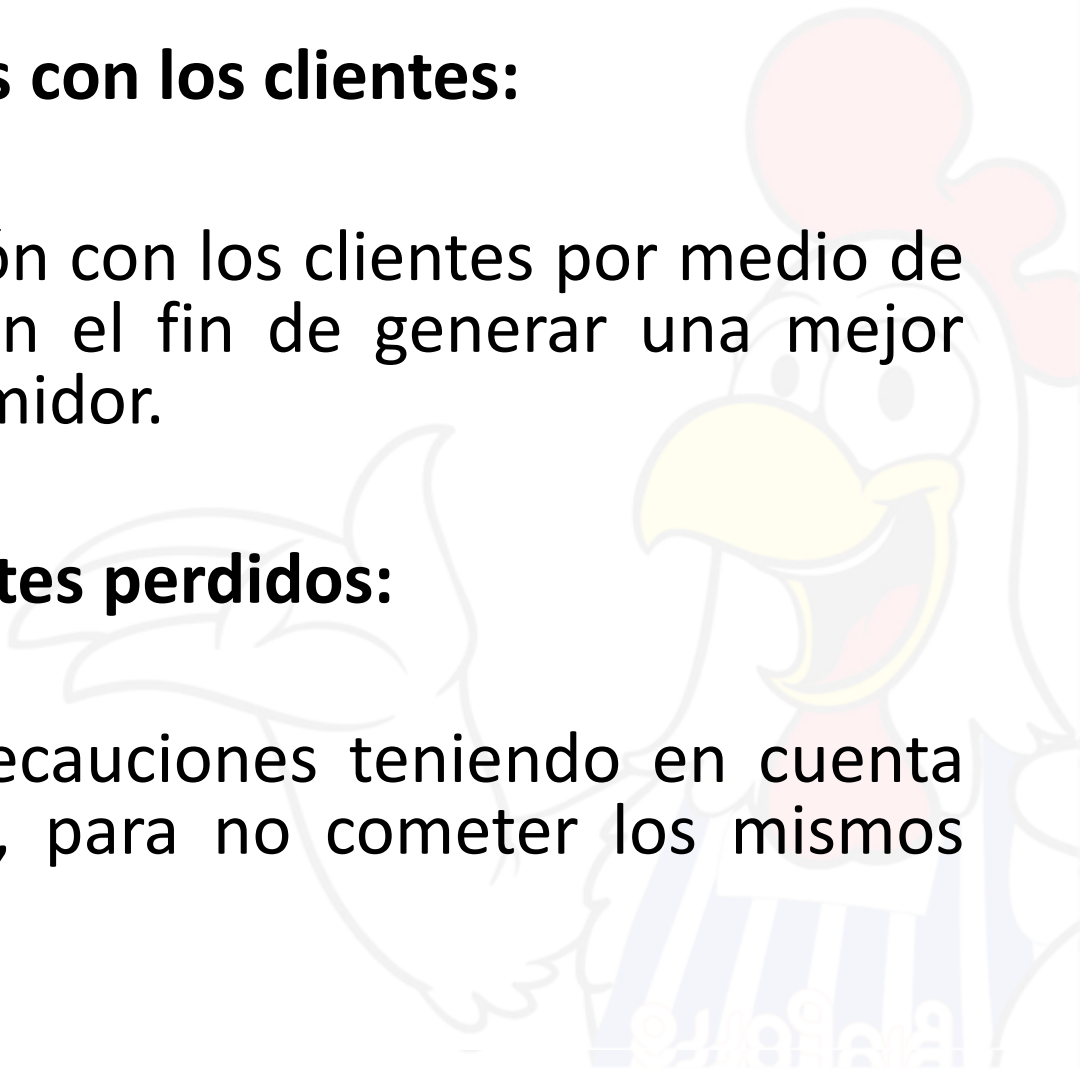 s con los clientes:
ón con los clientes por medio de
n el fin de generar una mejor
midor.
tes perdidos:
ecauciones teniendo en cuenta
, para no cometer los mismos